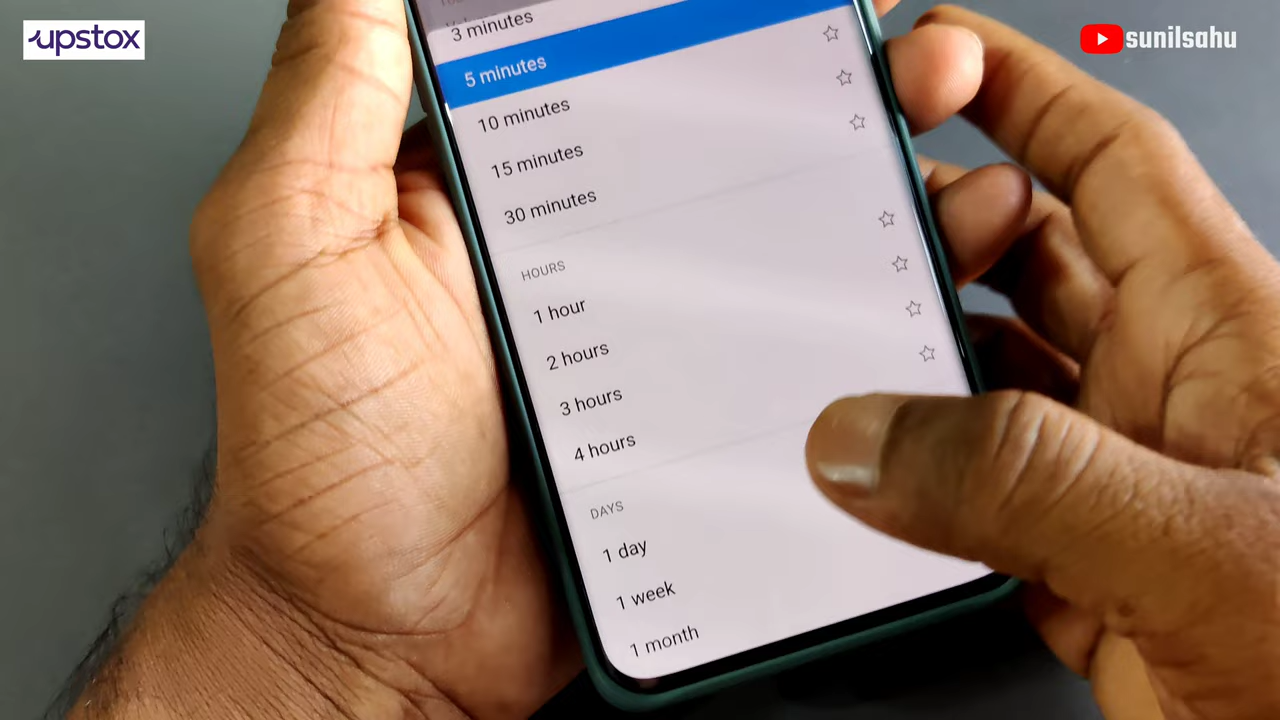 upstox
sunilsahu
3 minutes
5 minutes
10 minutes
15 minutes
30 minutes
HOURS
1 hour
2 hours
3 hours
4 hours
DAYS
1 day
1 week
1 month